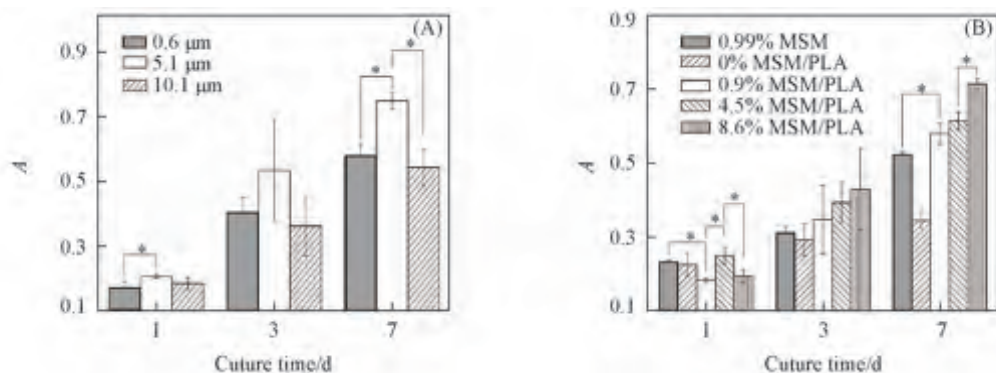 (A)
0.6 μm
5.1 μm
10.1 μm
0.9
0.7
0.5
0.3
0.1
A
*
*
*
1 3 7
Cuture time/d
(B)
0.99% MSM
0% MSM/PLA
0.9% MSM/PLA
4.5% MSM/PLA
8.6% MSM/PLA
0.9
0.7
0.5
0.3
0.1
A
*
*
*
*
*
1 3 7
Cuture time/d